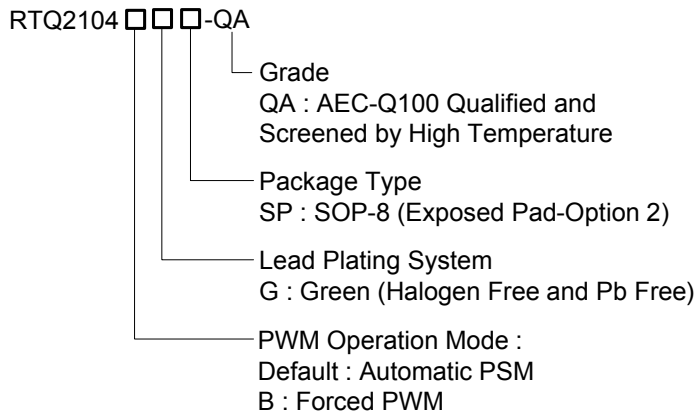 RTQ2104 □ □ □-QA
Grade
QA : AEC-Q100 Qualified and
Screened by High Temperature
Package Type
SP : SOP-8 (Exposed Pad-Option 2)
Lead Plating System
G : Green (Halogen Free and Pb Free)
PWM Operation Mode :
Default : Automatic PSM
B : Forced PWM